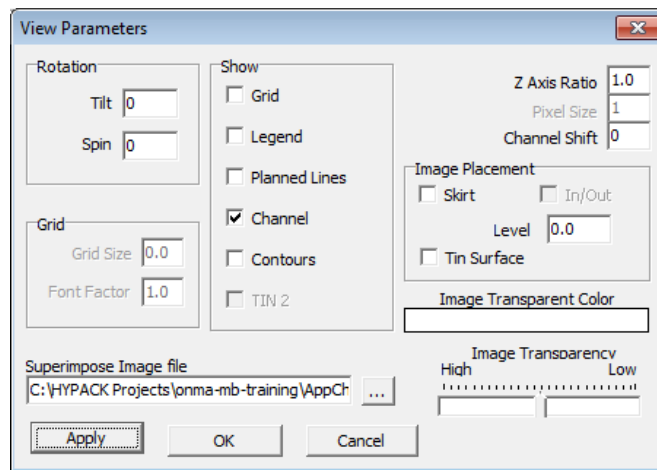 View Parameters
Rotation
Tilt 0
Spin 0
Show
Grid
Legend
Planned Lines
Channel
Contours
TIN 2
Z Axis Ratio 1.0
Pixel Size 1
Channel Shift 0
Image Placement
Skirt In/Out
Level 0.0
Tin Surface
Grid
Grid Size 0.0
Font Factor 1.0
Image Transparent Color
Superimpose Image file
C:\HYPACK Projects\onma-mb-training\AppCh
...
Image Transparency
High Low
Apply OK Cancel